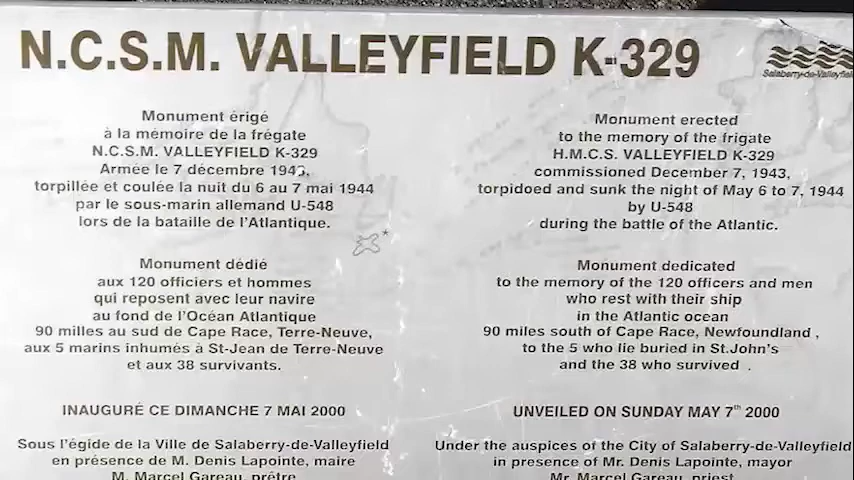 N.C.S.M. VALLEYFIELD K-329
Salaberry-de-Valleyfield
Monument érigé
à la mémoire de la frégate
N.C.S.M. VALLEYFIELD K-329
Armée le 7 décembre 1943,
torpillée et coulée la nuit du 6 au 7 mai 1944
par le sous-marin allemand U-548
lors de la bataille de l'Atlantique.
Monument dédié
aux 120 officiers et hommes
qui reposent avec leur navire
au fond de l'Océan Atlantique
90 milles au sud de Cape Race, Terre-Neuve,
aux 5 marins inhumés à St-Jean de Terre-Neuve
et aux 38 survivants.
INAUGURÉ CE DIMANCHE 7 MAI 2000
Sous l'égide de la Ville de Salaberry-de-Valleyfield
en présence de M. Denis Lapointe, maire
M. Marcel Gareau, prêtre
Monument erected
to the memory of the frigate
H.M.C.S. VALLEYFIELD K-329
commissioned December 7, 1943,
torpidoed and sunk the night of May 6 to 7, 1944
by U-548
during the battle of the Atlantic.
Monument dedicated
to the memory of the 120 officers and men
who rest with their ship
in the Atlantic ocean
90 miles south of Cape Race, Newfoundland ,
to the 5 who lie buried in St.John's
and the 38 who survived .
UNVEILED ON SUNDAY MAY 7th 2000
Under the auspices of the City of Salaberry-de-Valleyfield
in presence of Mr. Denis Lapointe, mayor
Mr. Marcel Gareau, priest